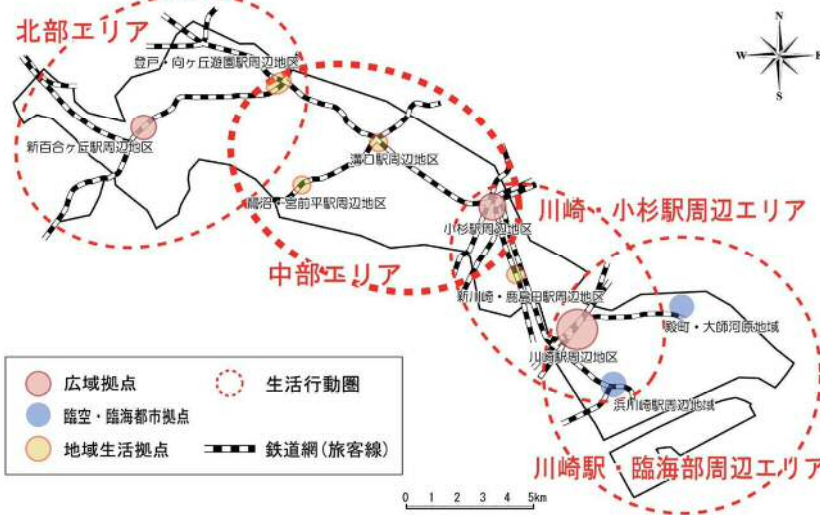 北部エリア
登戸・向ヶ丘遊園駅周辺地区
新百合ヶ丘駅周辺地区
溝口駅周辺地区
鷺沼・宮前平駅周辺地区
中部エリア
小杉駅周辺地区
川崎・小杉駅周辺エリア
新川崎・鹿島田駅周辺地区
殿町・大師河原地域
川崎駅周辺地区
浜川崎駅周辺地域
川崎駅・臨海部周辺エリア
N
W
E
S
広域拠点
生活行動圏
臨空・臨海都市拠点
地域生活拠点
鉄道網(旅客線)
0 1 2 3 4 5km